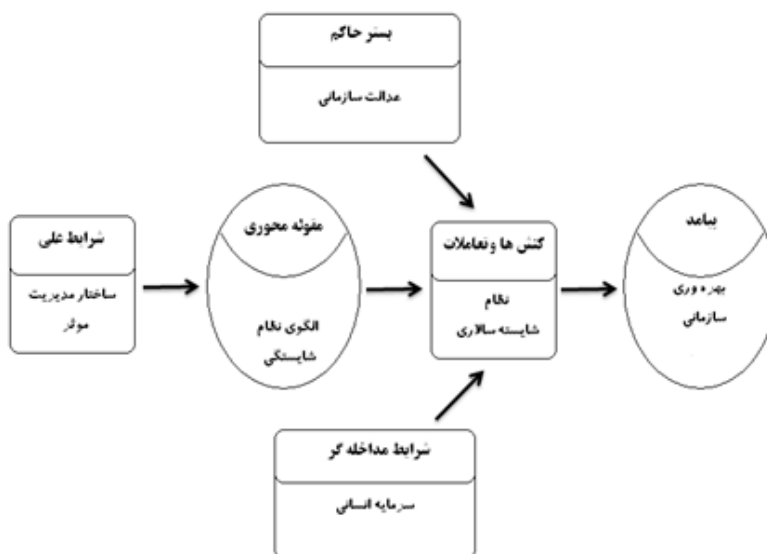 بستر حاکم
عدالت سازمانی
شرایط علی
ساختار مدیریت
موثر
مقوله محوری
الگوی نظام
شایستگی
کنش ها وتعاملات
نظام
شایسته سالاری
پیامد
بهره وری
سازمانی
شرایط مداخله گر
سرمایه انسانی